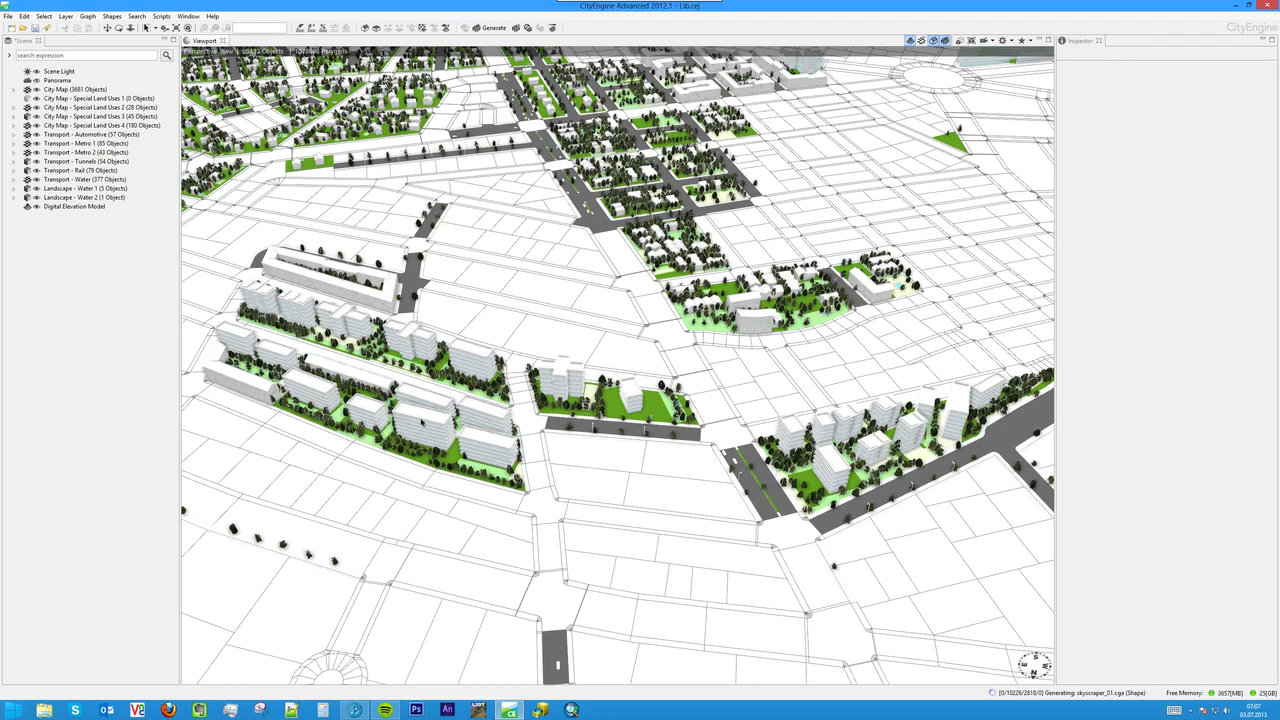 CityEngine Advanced 2012.1 - Lib.cej
File Edit Select Layer Graph Shapes Search Scripts Window Help
Generate
CityEngine
*Scene
Viewport
Inspector
search expression
Perspective View
Scene Light
Panorama
City Map (3681 Objects)
City Map - Special Land Uses 1 (0 Objects)
City Map - Special Land Uses 2 (28 Objects)
City Map - Special Land Uses 3 (45 Objects)
City Map - Special Land Uses 4 (180 Objects)
Transport - Automotive (57 Objects)
Transport - Metro 1 (85 Objects)
Transport - Metro 2 (43 Objects)
Transport - Tunnels (54 Objects)
Transport - Rail (79 Objects)
Transport - Water (377 Objects)
Landscape - Water 1 (5 Objects)
Landscape - Water 2 (1 Object)
Digital Elevation Model
S
E W
N
[0/10226/2818/0] Generating: skyscraper_01.cga (Shape)
Free Memory: 3657[MB] 25[GB]
07:07
03.07.2013